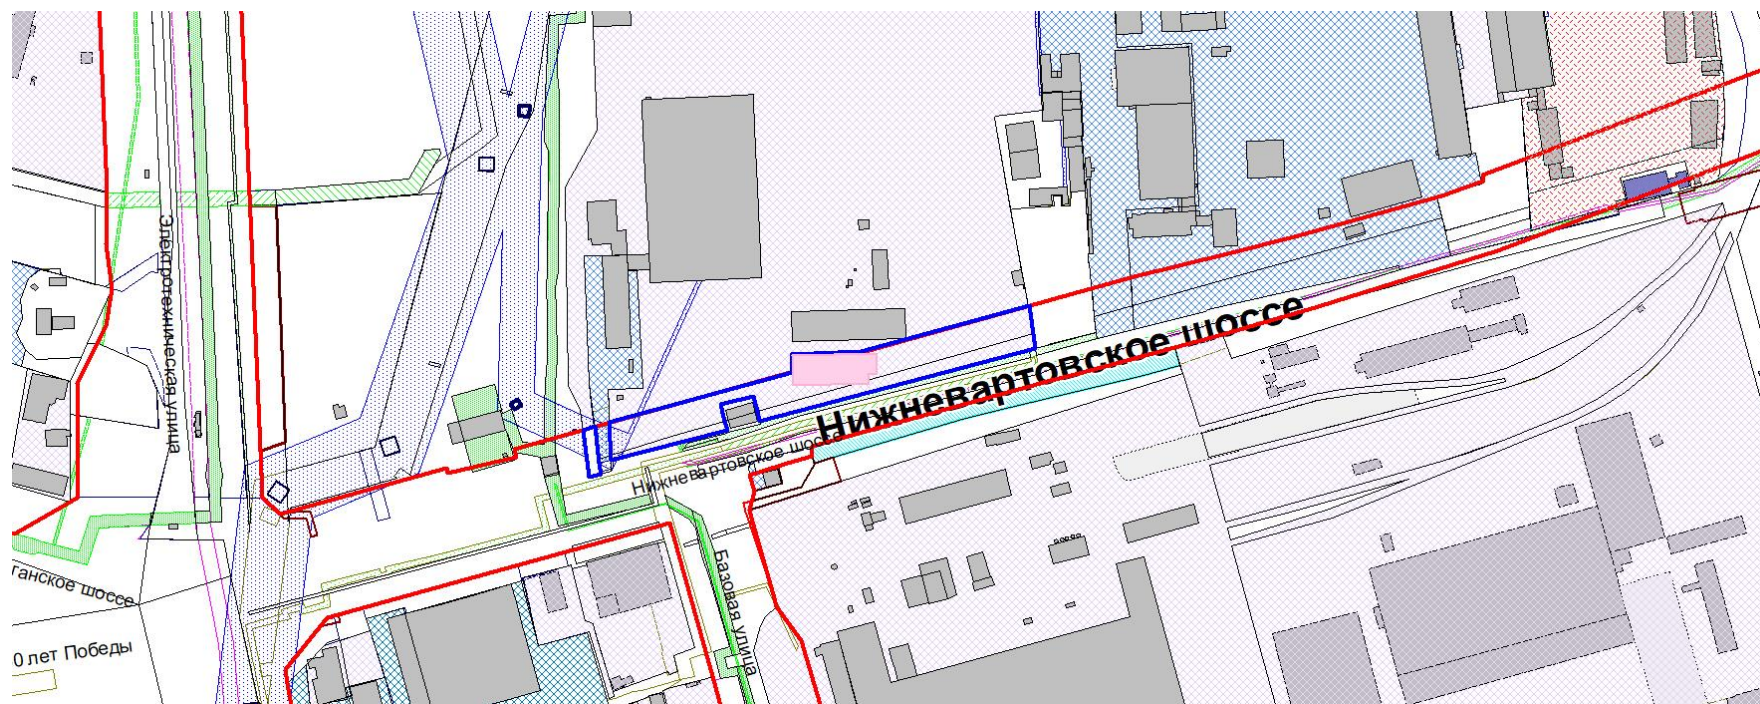 Электротехническая улица
Нижневартовское шоссе
Нижневартовское шоссе
Базовая улица
ганское шоссе
0 лет Победы